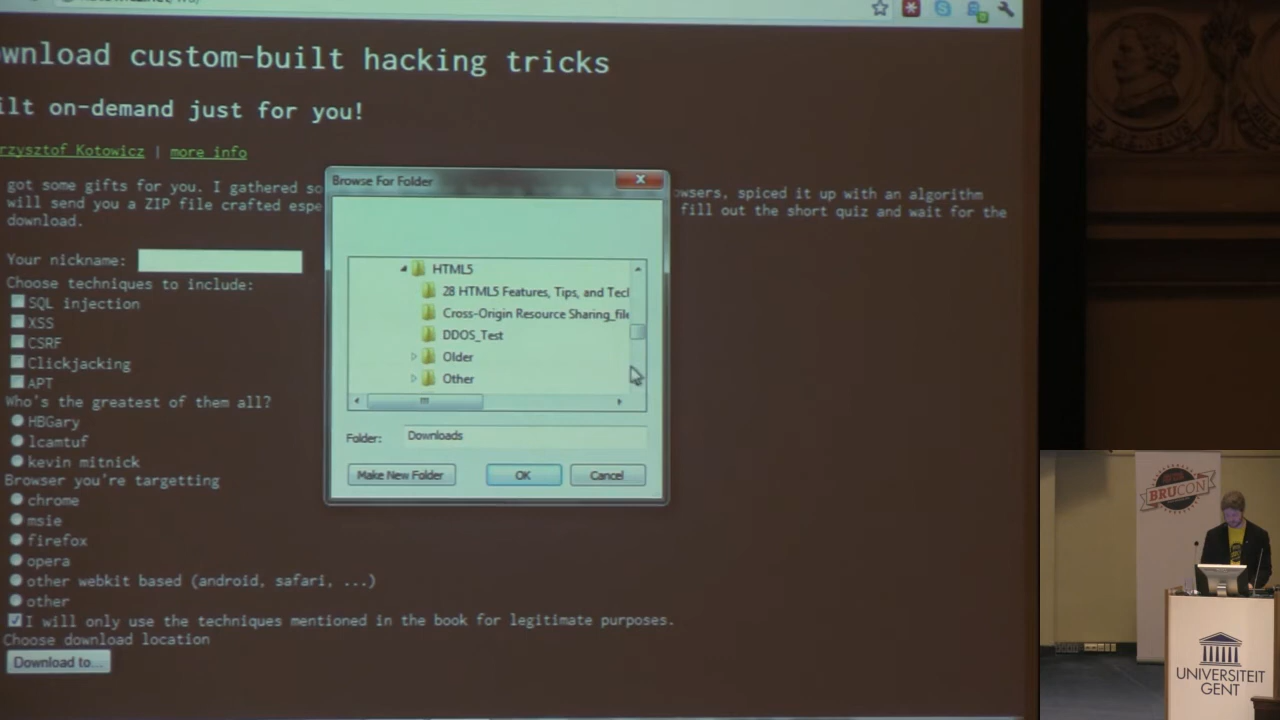 wnload custom-built hacking tricks
ilt on-demand just for you!
rzysztof Kotowicz | more info
got some gifts for you. I gathered so
owsers, spiced it up with an algorithm
will send you a ZIP file crafted espe
fill out the short quiz and wait for the
download.
Your nickname:
Choose techniques to include:
SQL injection
XSS
CSRF
Clickjacking
APT
Who's the greatest of them all?
HBGary
lcamtuf
kevin mitnick
Browser you're targetting
chrome
msie
firefox
opera
other webkit based (android, safari, ...)
other
I will only use the techniques mentioned in the book for legitimate purposes.
Choose download location
Download to...
Browse For Folder
HTML5
28 HTML5 Features, Tips, and Tecl
Cross-Origin Resource Sharing_file
DDOS_Test
Older
Other
Folder: Downloads
Make New Folder
OK
Cancel
BRUCON
UNIVERSITEIT
GENT